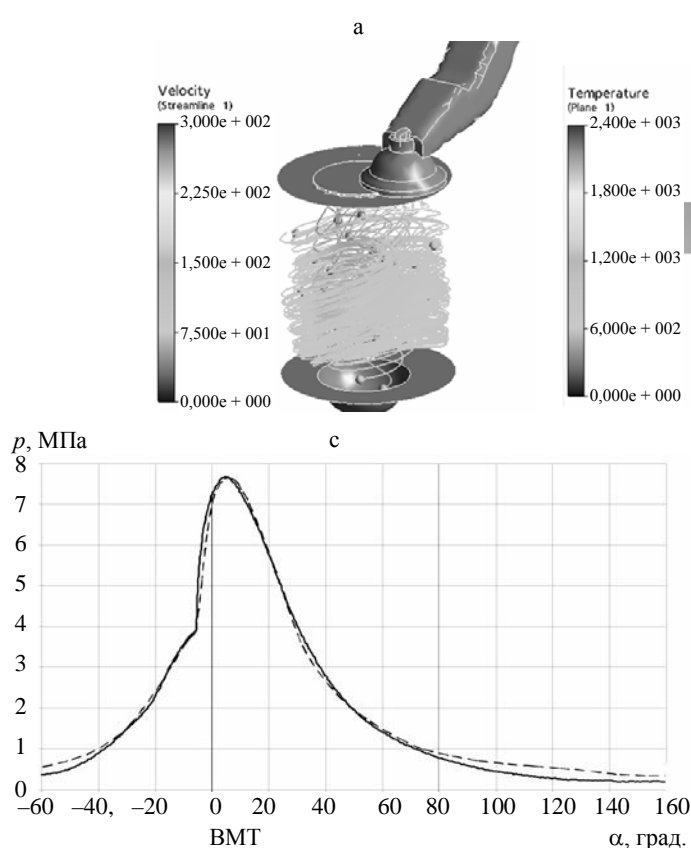 а
Velocity
(Streamline 1)
3,000e + 002
2,250e + 002
1,500e + 002
7,500e + 001
0,000e + 000
Temperature
(Plane 1)
2,400e + 003
1,800e + 003
1,200e + 003
6,000e + 002
0,000e + 000
p, МПа
с
8
7
6
5
4
3
2
1
0
–60 –40, –20 0 20 40 60 80 100 120 140 160
ВМТ
α, град.